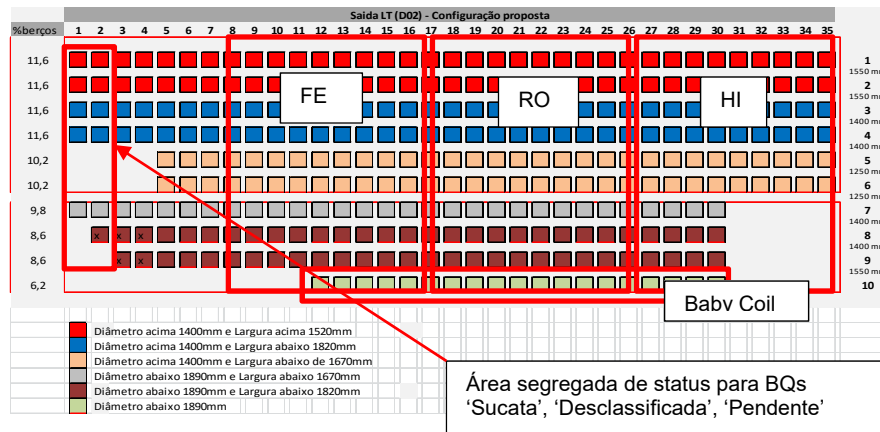 Saida LT (D02) - Configuração proposta
%berços 1 2 3 4 5 6 7 8 9 10 11 12 13 14 15 16 17 18 19 20 21 22 23 24 25 26 27 28 29 30 31 32 33 34 35
11,6 1
1550 mm
11,6 FE RO HI 2
1550 mm
11,6 3
1400 mm
11,6 4
1400 mm
10,2 5
1250 mm
10,2 6
1250 mm
9,8 7
1400 mm
8,6 x x x 8
1400 mm
8,6 x x 9
1550 mm
6,2 10
Baby Coil
Diâmetro acima 1400mm e Largura acima 1520mm
Diâmetro acima 1400mm e Largura abaixo 1820mm
Diâmetro acima 1400mm e Largura abaixo de 1670mm
Diâmetro abaixo 1890mm e Largura abaixo 1670mm
Diâmetro abaixo 1890mm e Largura abaixo 1820mm
Diâmetro abaixo 1890mm
Área segregada de status para BQs
‘Sucata’, ‘Desclassificada’, ‘Pendente’